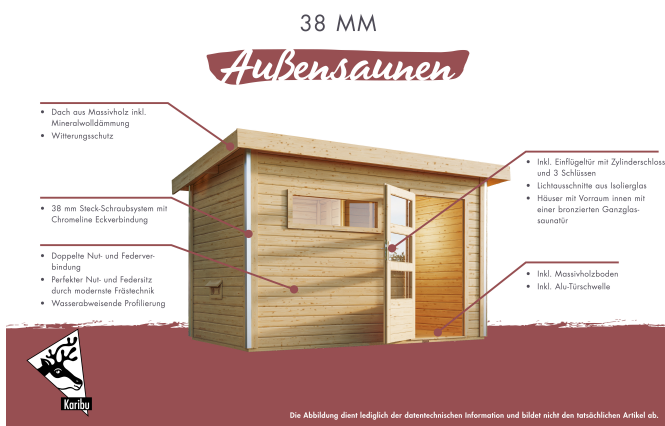 38 MM
Außensaunen
• Dach aus Massivholz inkl.
Mineralwolldämmung
• Witterungsschutz
• 38 mm Steck-Schraubsystem mit
Chromeline Eckverbindung
• Doppelte Nut- und Federver-
bindung
• Perfekter Nut- und Federsitz
durch modernste Frästechnik
• Wasserabweisende Profilierung
• Inkl. Einflügeltür mit Zylinderschloss
und 3 Schlüssen
• Lichtausschnitte aus Isolierglas
• Häuser mit Vorraum innen mit
einer bronzierten Ganzglas-
saunatür
• Inkl. Massivholzboden
• Inkl. Alu-Türschwelle
Karibu
Die Abbildung dient lediglich der datentechnischen Information und bildet nicht den tatsächlichen Artikel ab.